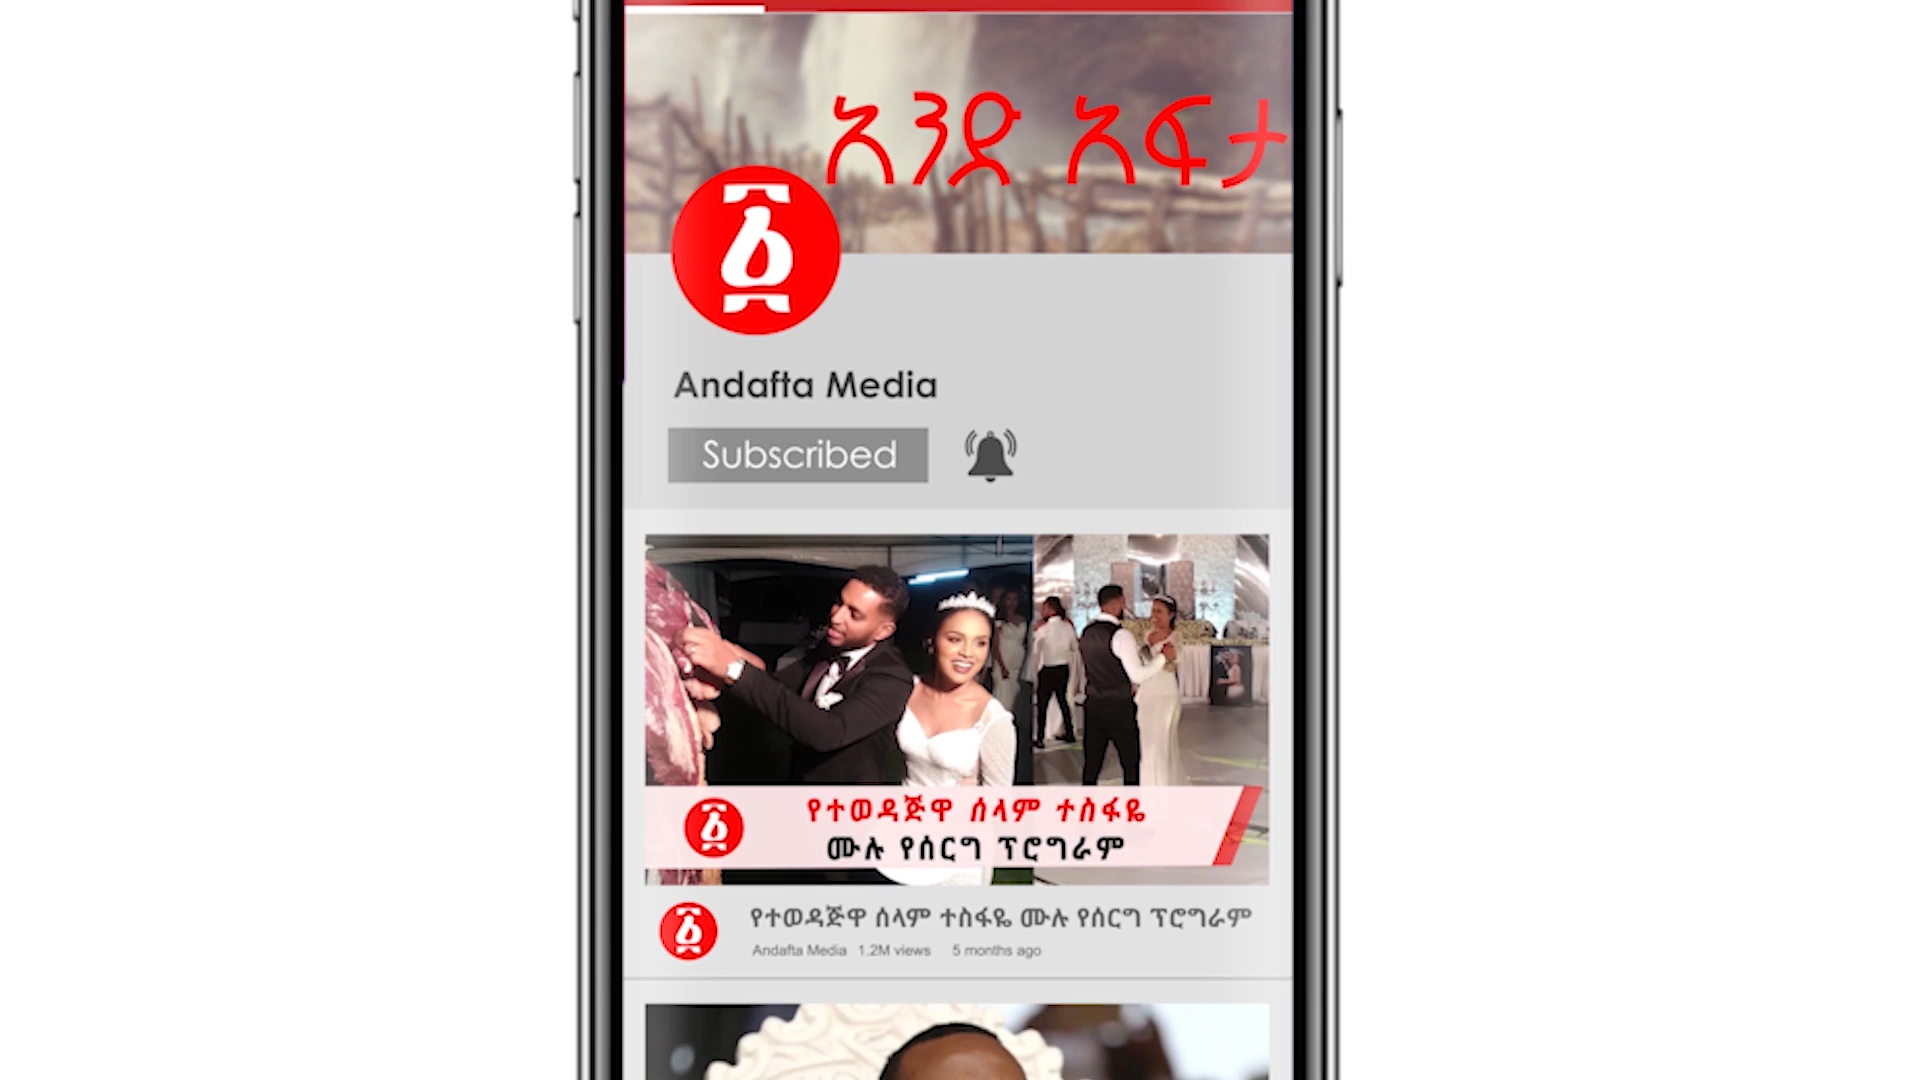 አንድ አፍታ
፩
Andafta Media
Subscribed
የተወዳጅዋ ሰላም ተስፋዬ
ሙሉ የሰርግ ፕሮግራም
የተወዳጅዋ ሰላም ተስፋዬ ሙሉ የሰርግ ፕሮግራም
Andafta Media 1.2M views 5 months ago